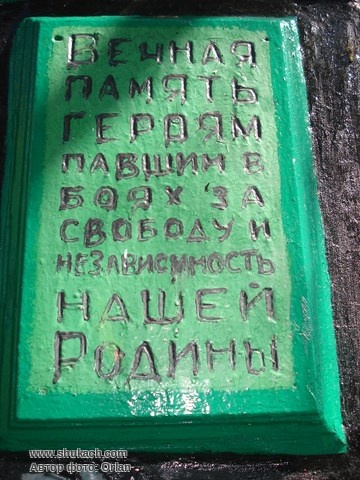 Вечная
память
героям
павшим в
боях за
свободу и
независимость
нашей
Родины
www.shukach.com
Автор фото: Orlan